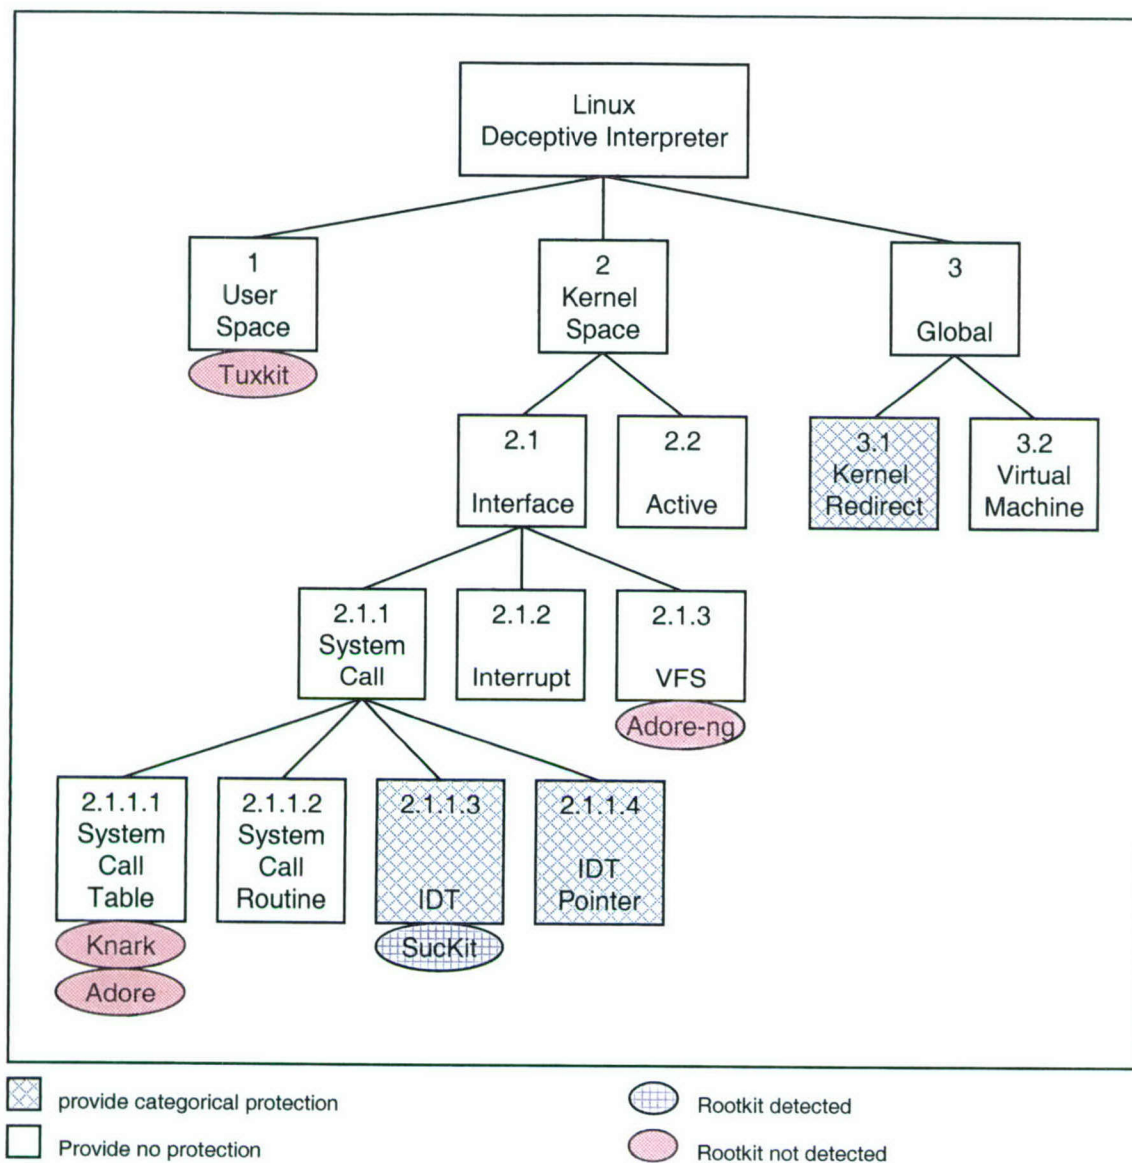 Linux
Deceptive Interpreter
1
User
Space
Tuxkit
2
Kernel
Space
3
Global
2.1
Interface
2.2
Active
3.1
Kernel
Redirect
3.2
Virtual
Machine
2.1.1
System
Call
2.1.2
Interrupt
2.1.3
VFS
Adore-ng
2.1.1.1
System
Call
Table
Knark
Adore
2.1.1.2
System
Call
Routine
2.1.1.3
IDT
SucKit
2.1.1.4
IDT
Pointer
provide categorical protection
Provide no protection
Rootkit detected
Rootkit not detected